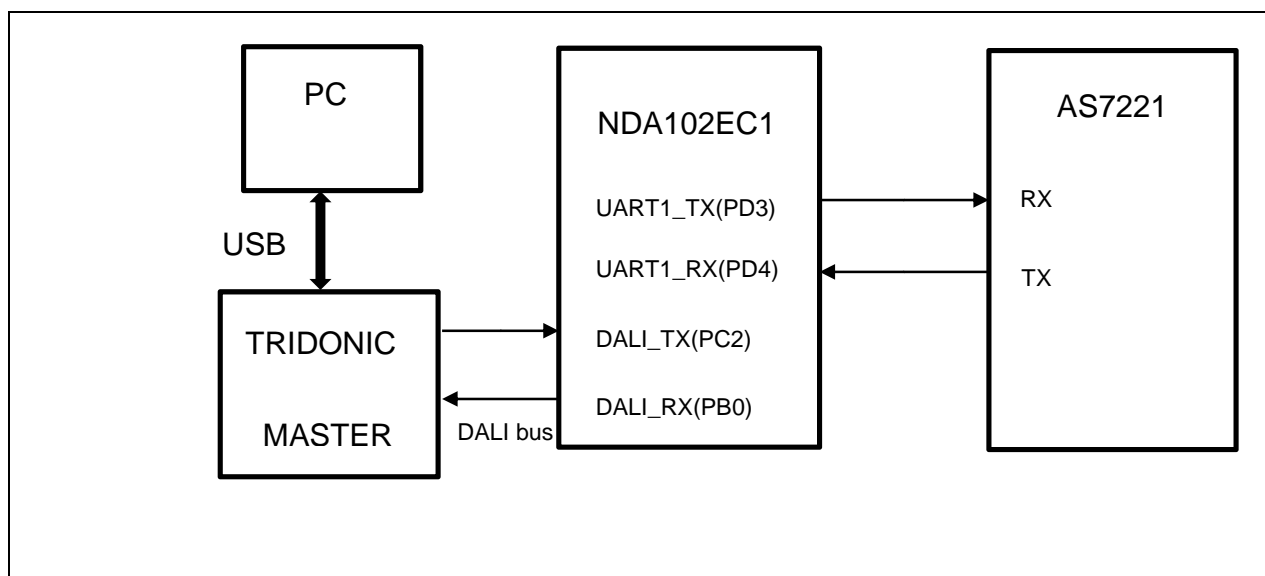 PC
USB
TRIDONIC
MASTER
DALI bus
NDA102EC1
UART1_TX(PD3)
UART1_RX(PD4)
DALI_TX(PC2)
DALI_RX(PB0)
AS7221
RX
TX